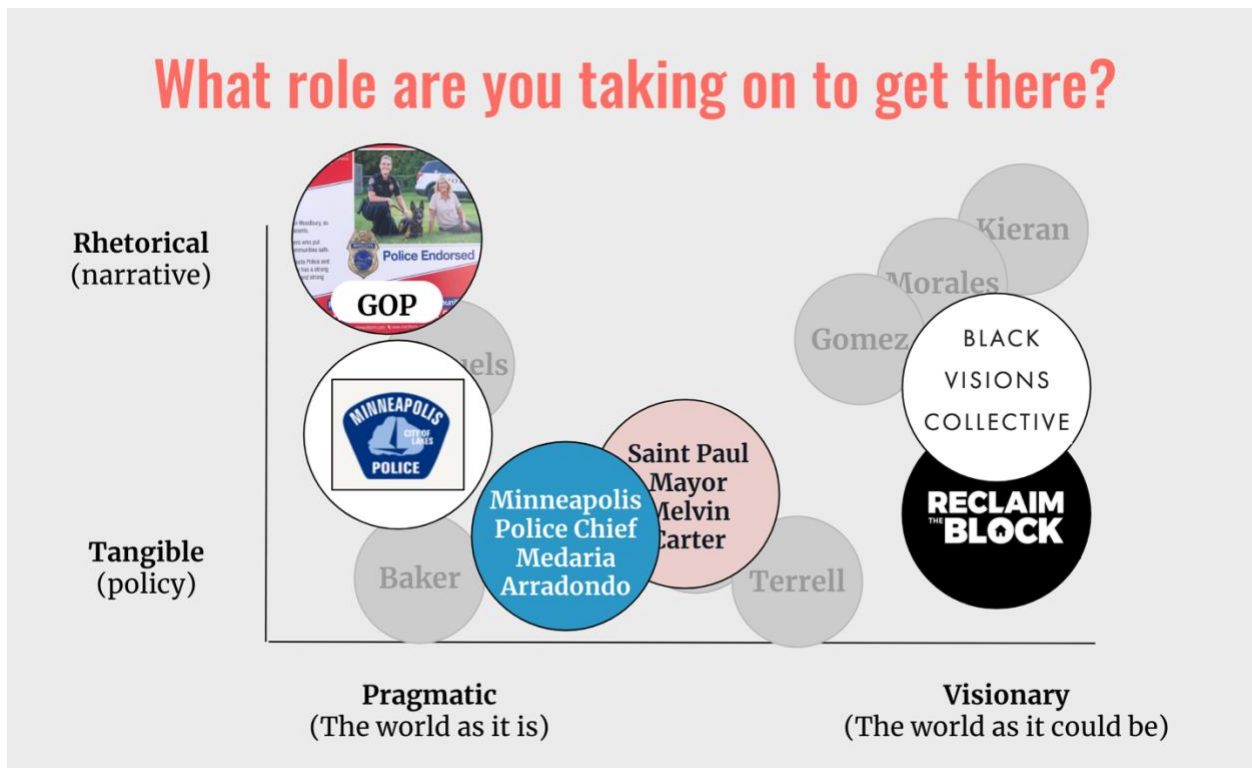 What role are you taking on to get there?
Rhetorical
(narrative)
Police Endorsed
GOP
Kieran
Morales
Gomez
BLACK
VISIONS
COLLECTIVE
MINNEAPOLIS
CITY OF
LAKES
POLICE
Saint Paul
Mayor
Melvin
Carter
Minneapolis
Police Chief
Medaria
Arradondo
RECLAIM
THE BLOCK
Tangible
(policy)
Baker
Terrell
Pragmatic
(The world as it is)
Visionary
(The world as it could be)